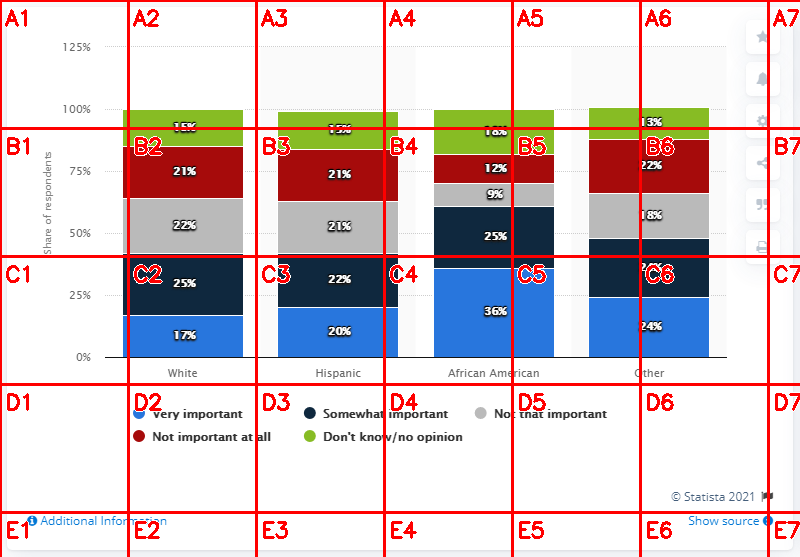 A1 A2 A3 A4 A5 A6 A7
125%
100%
15% 15% 18% 13%
B1 B2 B3 B4 B5 B6 B7
75%
21% 21% 12% 22%
Share of respondents
22% 21% 9% 18%
50%
25%
C1 C2 C3 C4 C5 C6 C7
25% 22%
25%
17% 20% 36% 24%
0%
White Hispanic African American Other
D1 D2 D3 D4 D5 D6 D7
Very important Somewhat important Not that important
Not important at all Don't know/no opinion
© Statista 2021
Additional Information Show source
E1 E2 E3 E4 E5 E6 E7